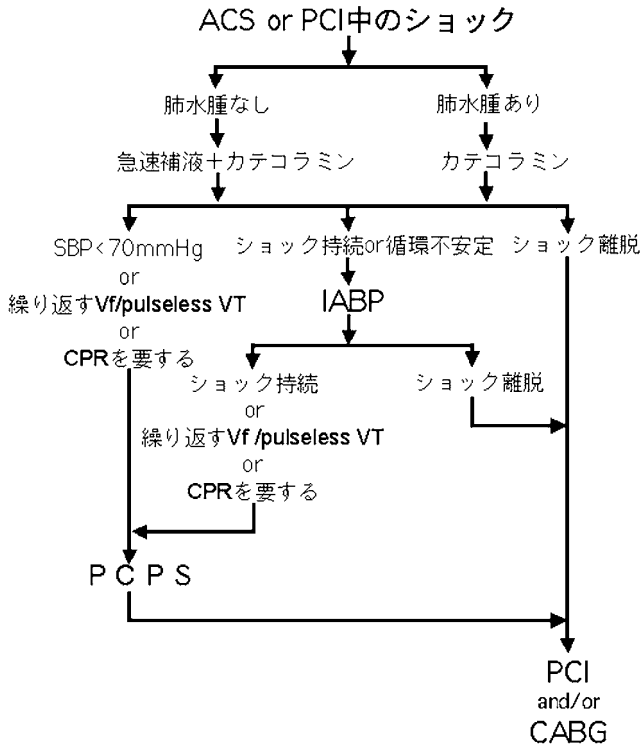 ACS or PCI中のショック
肺水腫なし
肺水腫あり
急速補液＋カテコラミン
カテコラミン
SBP<70mmHg
or
繰り返すVf/pulseless VT
or
CPRを要する
ショック持続or循環不安定
ショック離脱
IABP
ショック持続
or
繰り返すVf /pulseless VT
or
CPRを要する
ショック離脱
P C P S
PCI
and/or
CABG